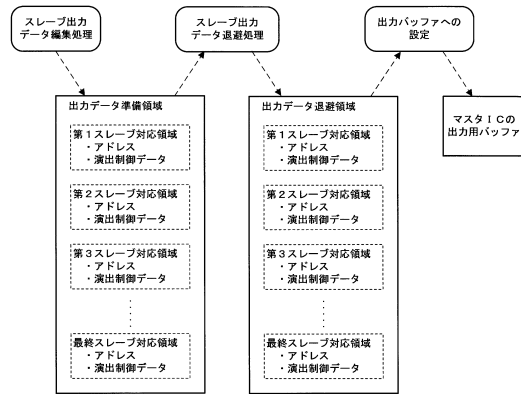 スレーブ出力
データ編集処理
スレーブ出力
データ退避処理
出力バッファへの
設定
出力データ準備領域
第1スレーブ対応領域
・アドレス
・演出制御データ
第2スレーブ対応領域
・アドレス
・演出制御データ
第3スレーブ対応領域
・アドレス
・演出制御データ
最終スレーブ対応領域
・アドレス
・演出制御データ
出力データ退避領域
第1スレーブ対応領域
・アドレス
・演出制御データ
第2スレーブ対応領域
・アドレス
・演出制御データ
第3スレーブ対応領域
・アドレス
・演出制御データ
最終スレーブ対応領域
・アドレス
・演出制御データ
マスタICの
出力用バッファ